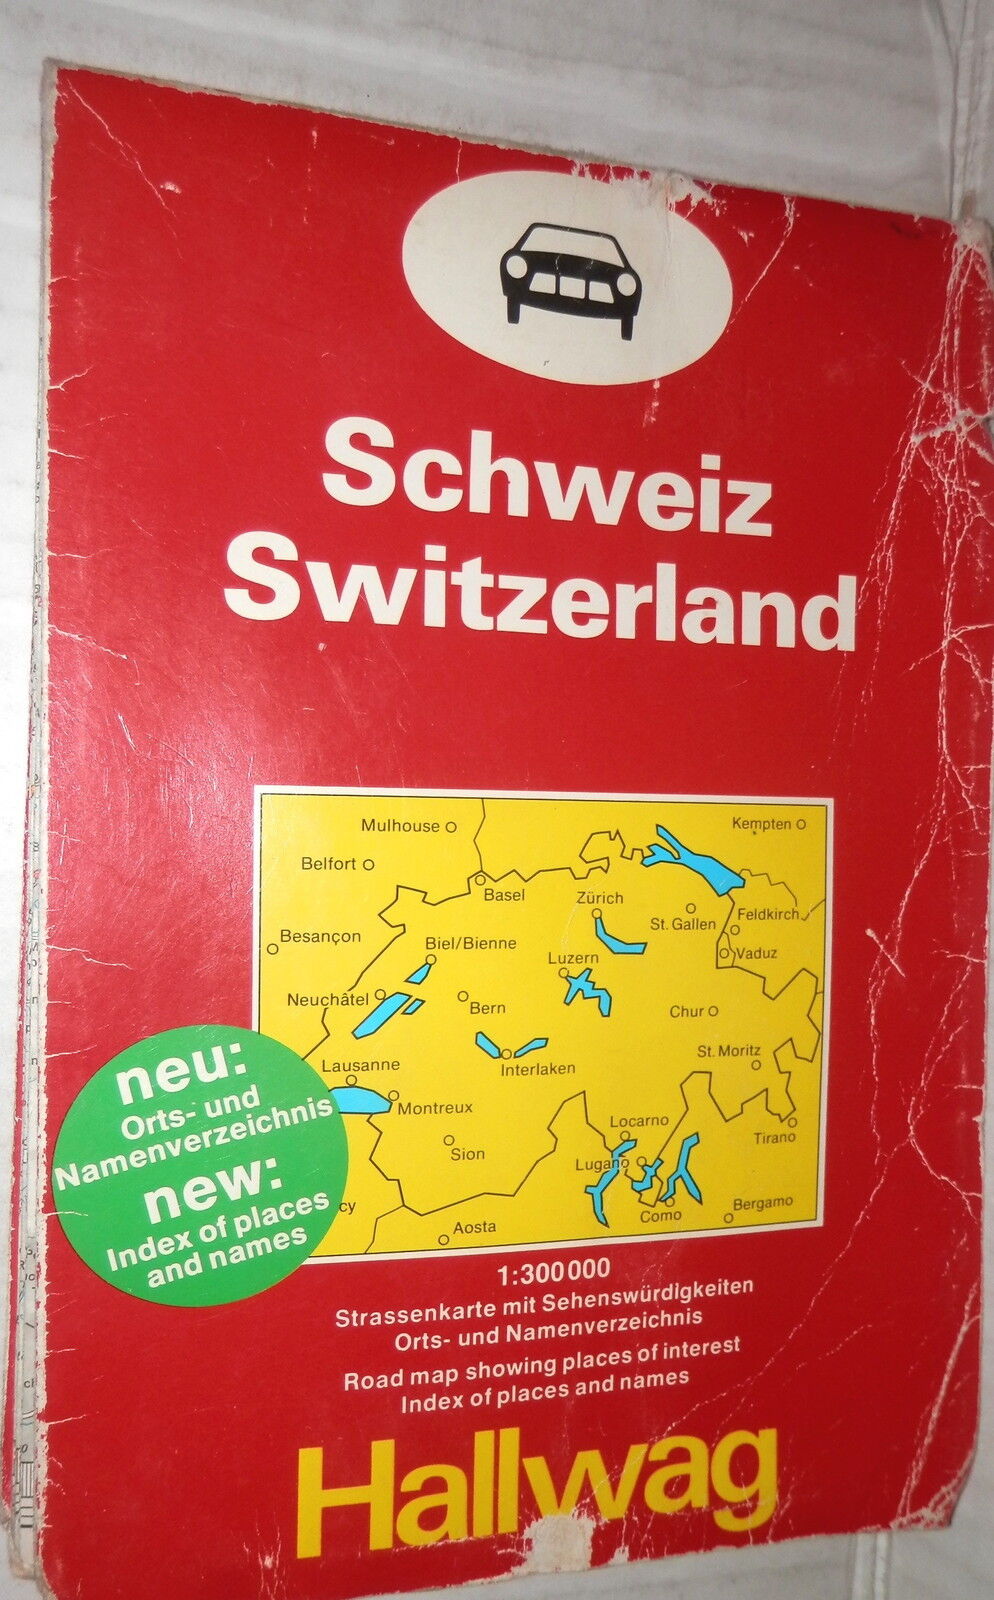 Schweiz
Switzerland
Mulhouse
Kempten
Belfort
Basel
Zürich
St. Gallen
Feldkirch
Besançon
Biel/Bienne
Vaduz
Luzern
Neuchâtel
Bern
Chur
Interlaken
St. Moritz
Lausanne
Montreux
Locarno
Tirano
Sion
Lugano
Como
Bergamo
Aosta
cy
neu:
Orts- und
Namenverzeichnis
new:
Index of places
and names
1:300 000
Strassenkarte mit Sehenswürdigkeiten
Orts- und Namenverzeichnis
Road map showing places of interest
Index of places and names
Hallwag